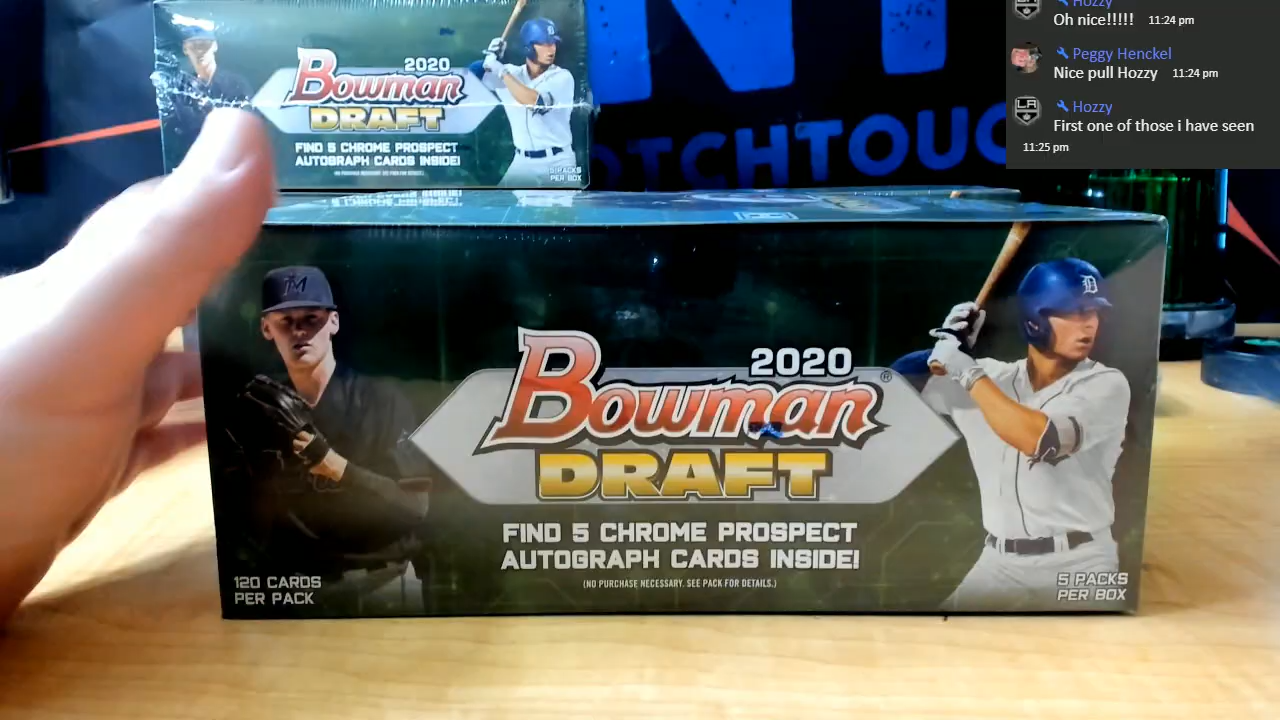 Hozzy
Oh nice!!!!! 11:24 pm
Peggy Henckel
Nice pull Hozzy 11:24 pm
LA
Hozzy
First one of those i have seen
11:25 pm
2020
Bowman
DRAFT
FIND 5 CHROME PROSPECT
AUTOGRAPH CARDS INSIDE!
5 PACKS
PER BOX
OTCHTOUC
M
D
2020
Bowman®
DRAFT
FIND 5 CHROME PROSPECT
AUTOGRAPH CARDS INSIDE!
(NO PURCHASE NECESSARY. SEE PACK FOR DETAILS.)
120 CARDS
PER PACK
5 PACKS
PER BOX